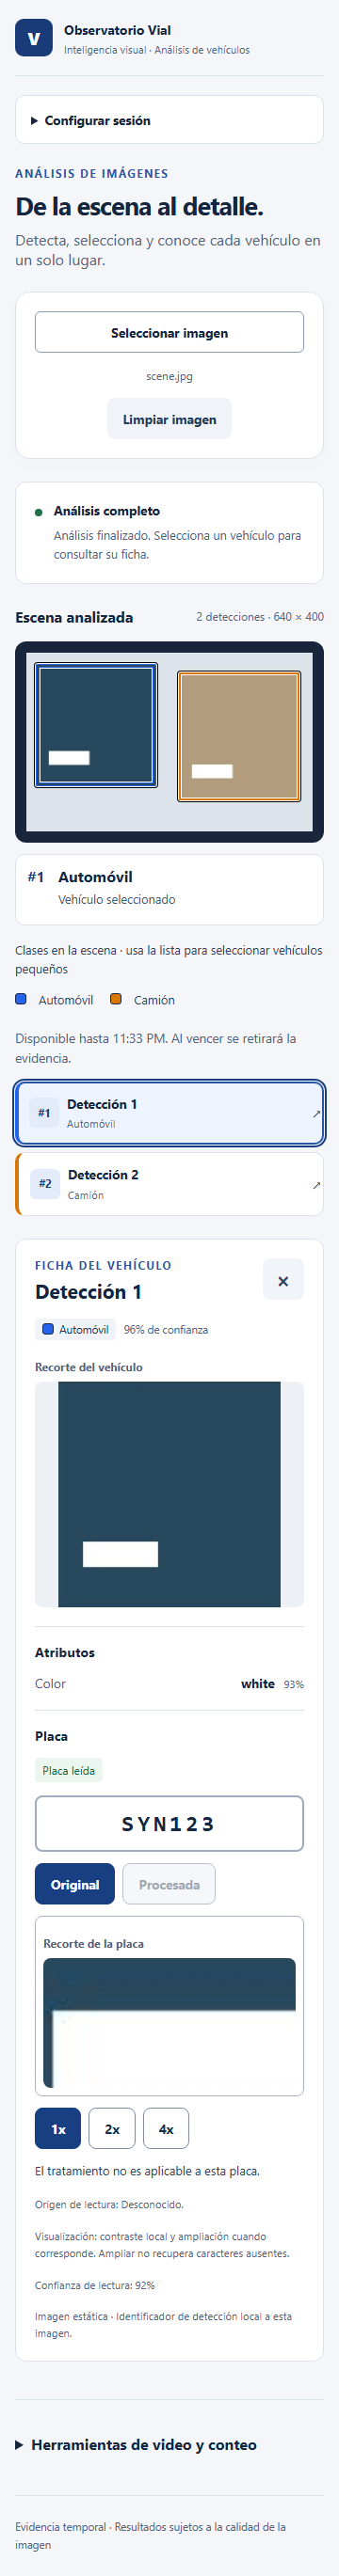 V
Observatorio Vial
Inteligencia visual · Análisis de vehículos
▶ Configurar sesión
ANÁLISIS DE IMÁGENES
De la escena al detalle.
Detecta, selecciona y conoce cada vehículo en
un solo lugar.
Seleccionar imagen
scene.jpg
Limpiar imagen
Análisis completo
Análisis finalizado. Selecciona un vehículo para
consultar su ficha.
Escena analizada
2 detecciones · 640 × 400
#1 Automóvil
Vehículo seleccionado
Clases en la escena · usa la lista para seleccionar vehículos
pequeños
Automóvil Camión
Disponible hasta 11:33 PM. Al vencer se retirará la
evidencia.
#1 Detección 1 ↗
Automóvil
#2 Detección 2 ↗
Camión
FICHA DEL VEHÍCULO
Detección 1
×
Automóvil 96% de confianza
Recorte del vehículo
Atributos
Color white 93%
Placa
Placa leída
SYN123
Original Procesada
Recorte de la placa
1x 2x 4x
El tratamiento no es aplicable a esta placa.
Origen de lectura: Desconocido.
Visualización: contraste local y ampliación cuando
corresponde. Ampliar no recupera caracteres ausentes.
Confianza de lectura: 92%
Imagen estática · Identificador de detección local a esta
imagen.
▶ Herramientas de video y conteo
Evidencia temporal · Resultados sujetos a la calidad de la
imagen